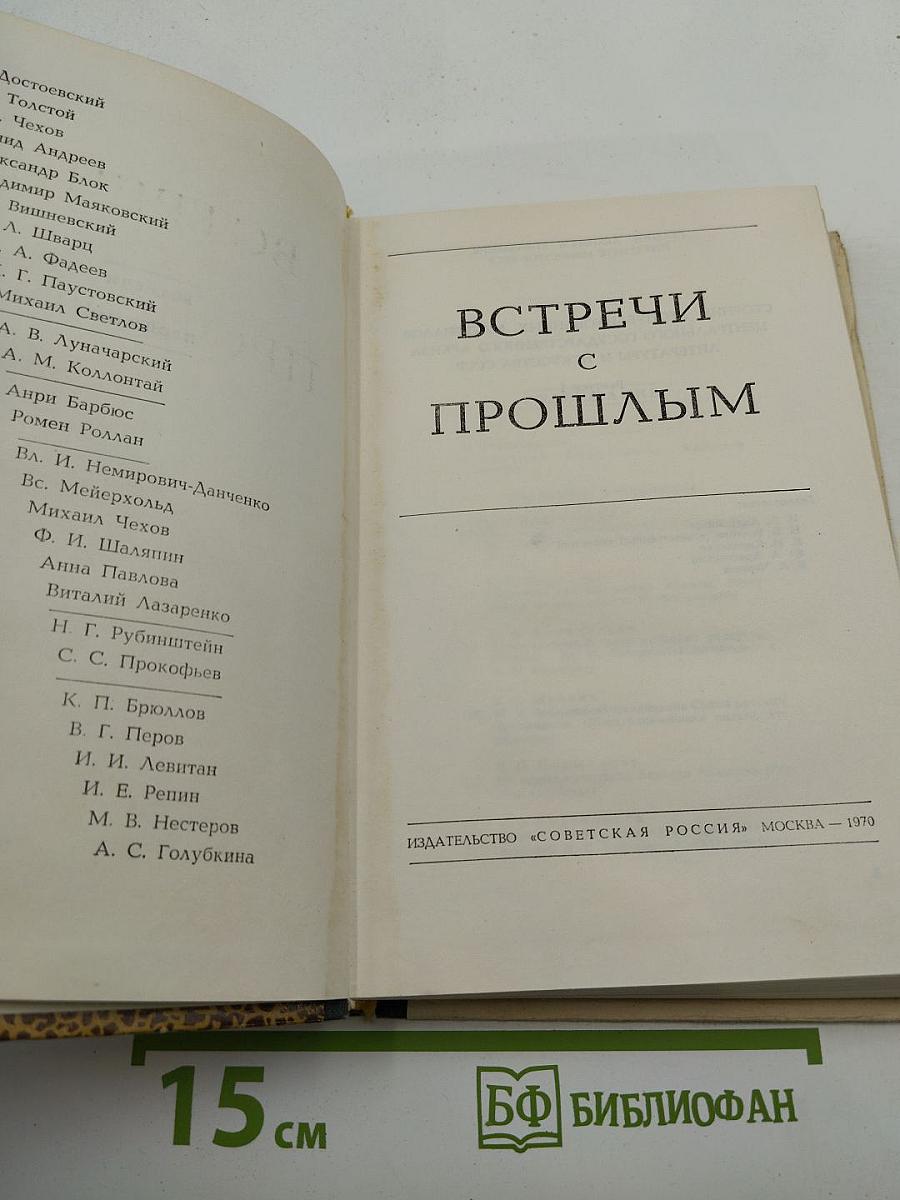 Достоевский
Толстой
Чехов
Андреев
Блок
Маяковский
Вишневский
Л. Шварц
А. Фадеев
Г. Паустовский
Михаил Светлов
А. В. Луначарский
А. М. Коллонтай
Анри Барбюс
Ромен Роллан
Вл. И. Немирович-Данченко
Вс. Мейерхольд
Михаил Чехов
Ф. И. Шаляпин
Анна Павлова
Виталий Лазаренко
Н. Г. Рубинштейн
С. С. Прокофьев
К. П. Брюллов
В. Г. Перов
И. И. Левитан
И. Е. Репин
М. В. Нестеров
А. С. Голубкина
ВСТРЕЧИ
С
ПРОШЛЫМ
ИЗДАТЕЛЬСТВО «СОВЕТСКАЯ РОССИЯ» МОСКВА — 1970
15 см
БФ БИБЛИОФАН